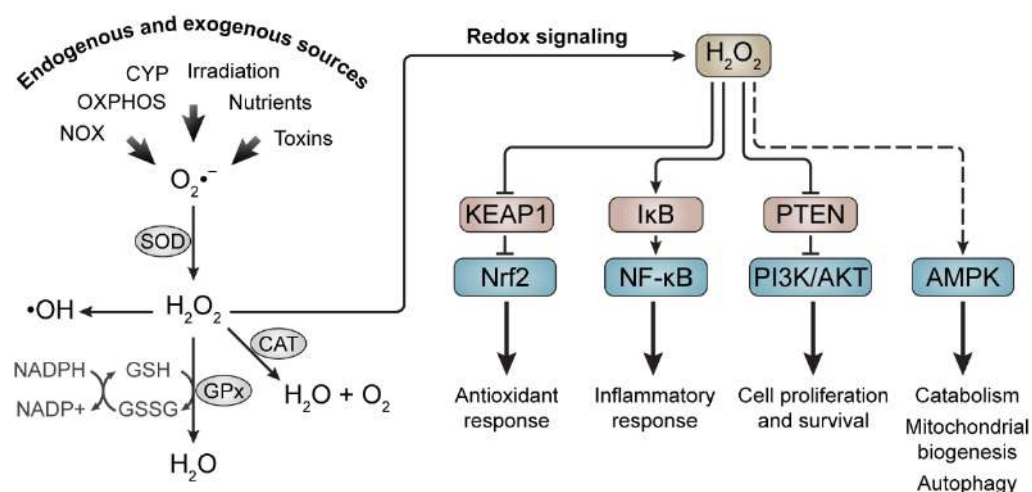 Endogenous and exogenous sources
CYP Irradiation
OXPHOS Nutrients
NOX Toxins
O₂•⁻
SOD
•OH H₂O₂
CAT
NADPH GSH GPx
NADP+ GSSG
H₂O + O₂
H₂O
Redox signaling
H₂O₂
KEAP1 IκB PTEN
Nrf2 NF-κB PI3K/AKT AMPK
Antioxidant
response
Inflammatory
response
Cell proliferation
and survival
Catabolism
Mitochondrial
biogenesis
Autophagy